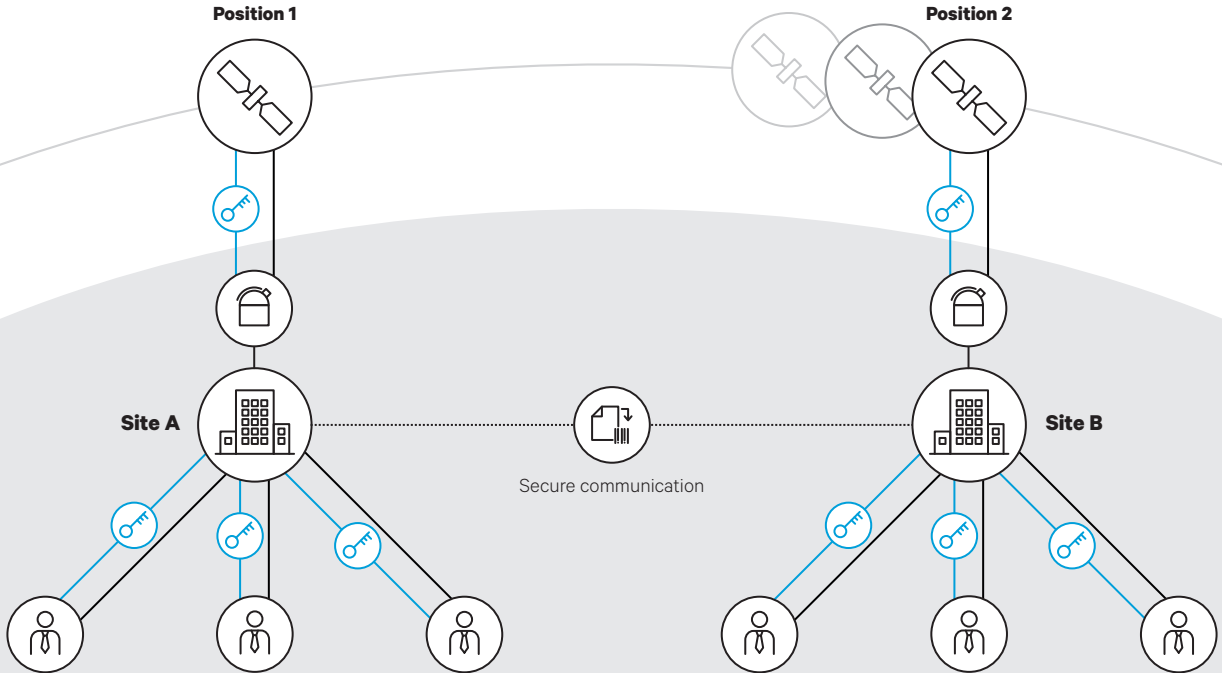 Position 1
Position 2
Site A
Site B
Secure communication